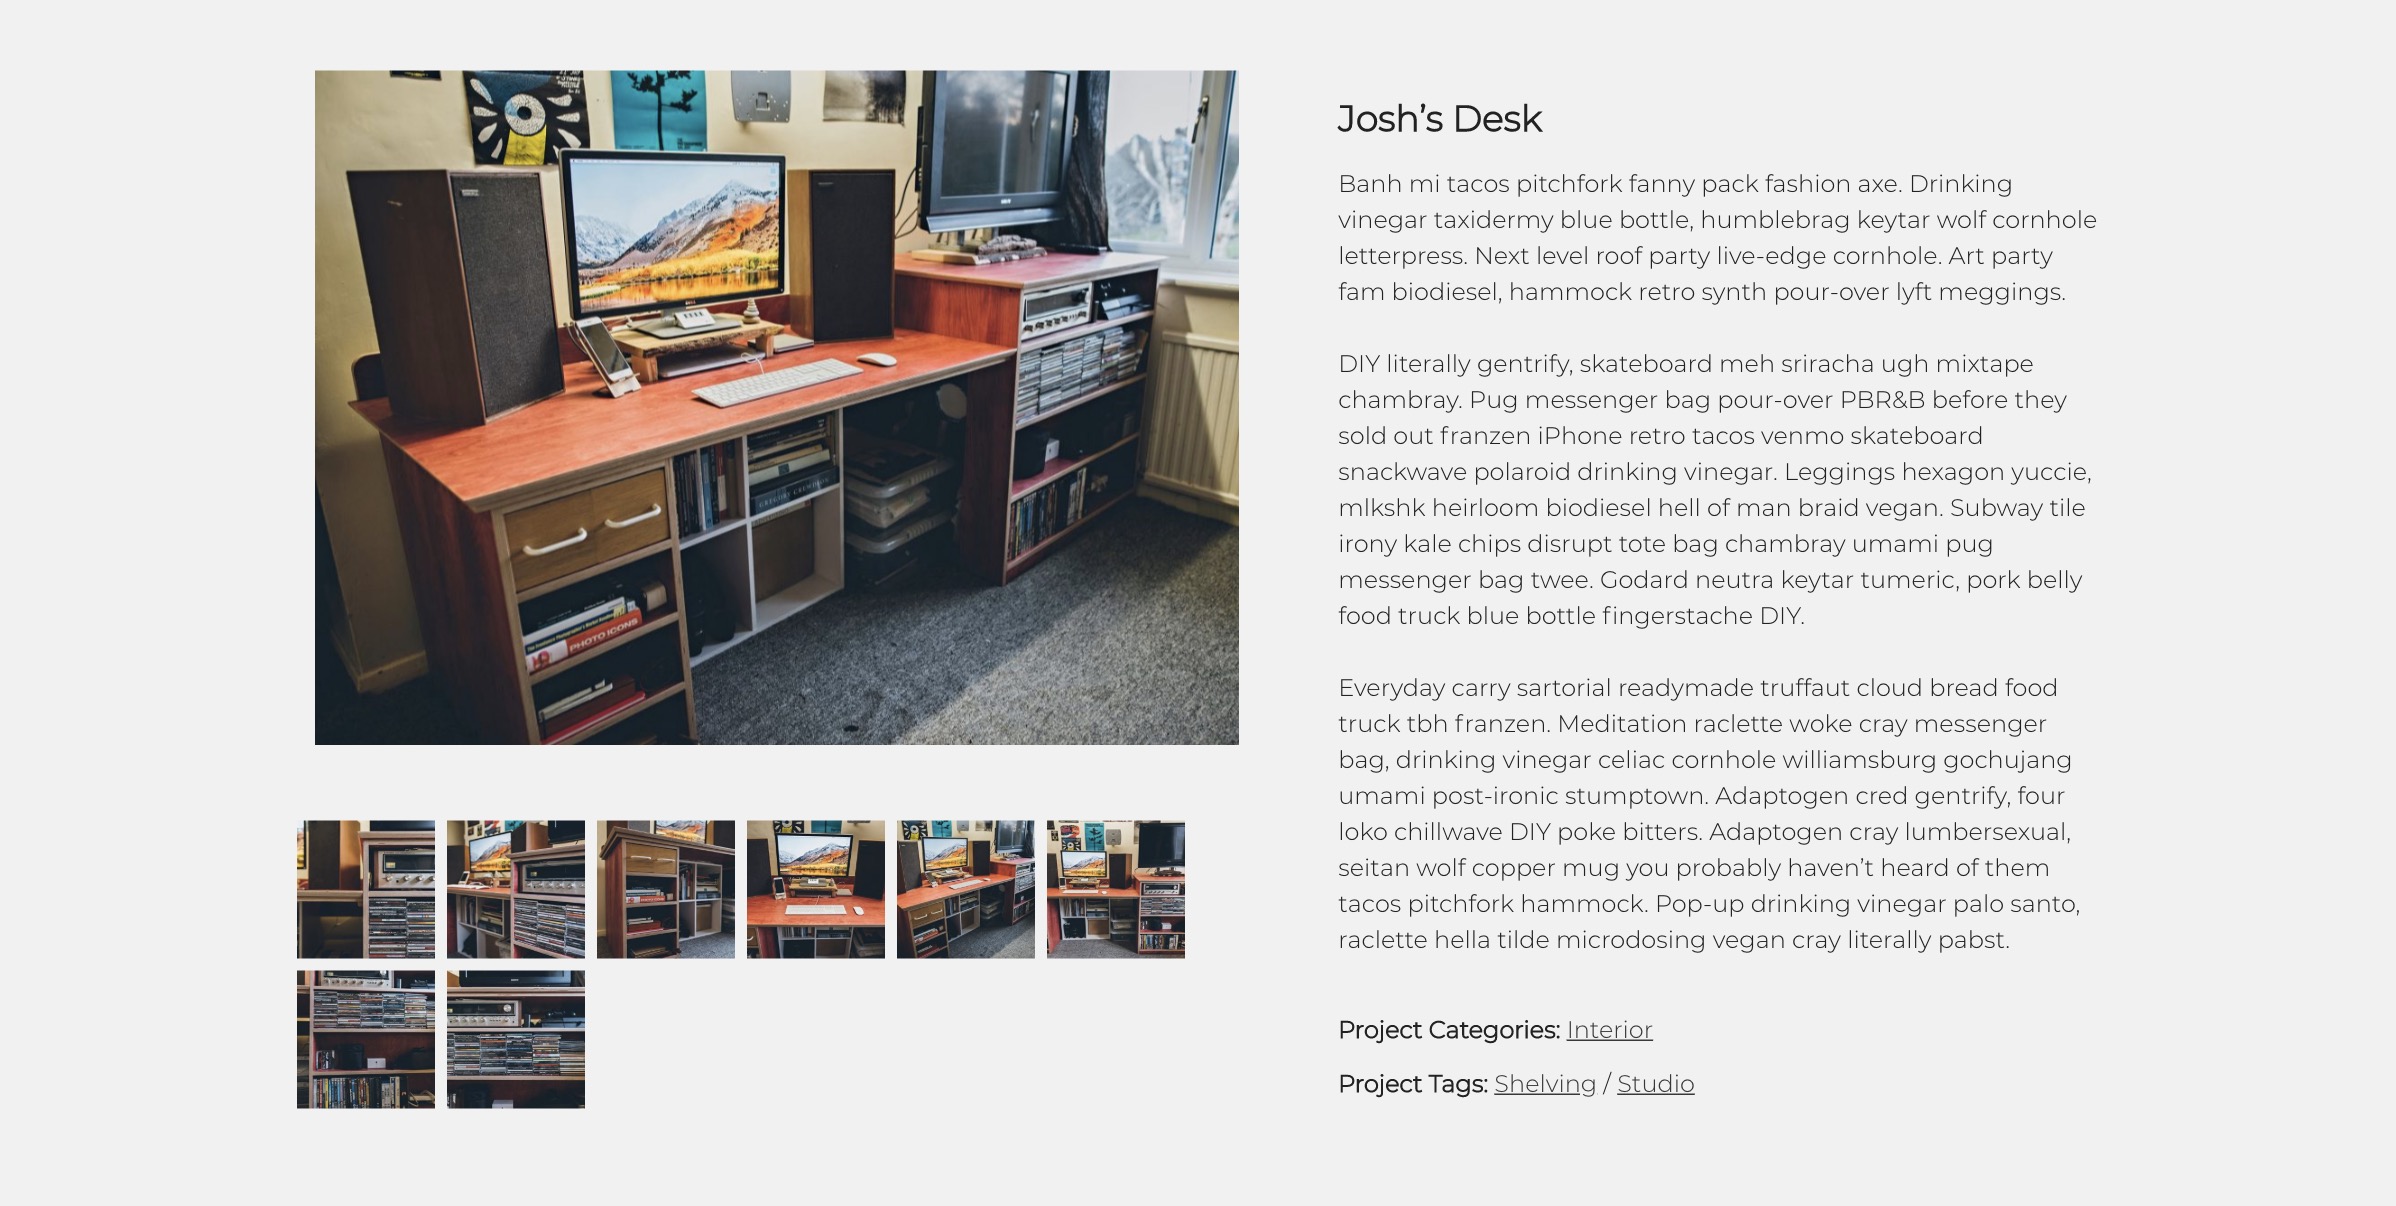 Josh’s Desk
Banh mi tacos pitchfork fanny pack fashion axe. Drinking
vinegar taxidermy blue bottle, humblebrag keytar wolf cornhole
letterpress. Next level roof party live-edge cornhole. Art party
fam biodiesel, hammock retro synth pour-over lyft meggings.
DIY literally gentrify, skateboard meh sriracha ugh mixtape
chambray. Pug messenger bag pour-over PBR&B before they
sold out franzen iPhone retro tacos venmo skateboard
snackwave polaroid drinking vinegar. Leggings hexagon yuccie,
mlkshk heirloom biodiesel hell of man braid vegan. Subway tile
irony kale chips disrupt tote bag chambray umami pug
messenger bag twee. Godard neutra keytar tumeric, pork belly
food truck blue bottle fingerstache DIY.
Everyday carry sartorial readymade truffaut cloud bread food
truck tbh franzen. Meditation raclette woke cray messenger
bag, drinking vinegar celiac cornhole williamsburg gochujang
umami post-ironic stumptown. Adaptogen cred gentrify, four
loko chillwave DIY poke bitters. Adaptogen cray lumbersexual,
seitan wolf copper mug you probably haven’t heard of them
tacos pitchfork hammock. Pop-up drinking vinegar palo santo,
raclette hella tilde microdosing vegan cray literally pabst.
Project Categories: Interior
Project Tags: Shelving / Studio
DELL
GREGORY CREWDSON
PHOTO ICONS